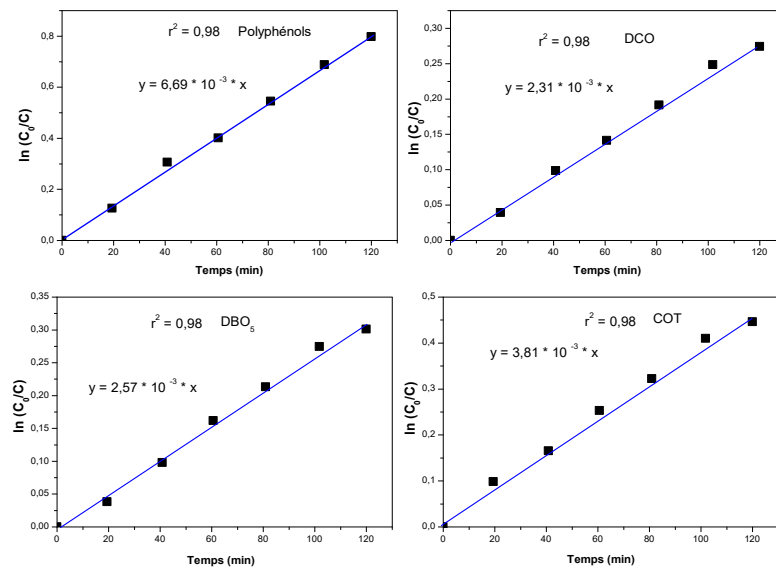 r² = 0,98 Polyphénols
y = 6,69 * 10 ⁻³ * x
ln (C₀/C)
0,8
0,6
0,4
0,2
0,0
0 20 40 60 80 100 120
Temps (min)
r² = 0,98 DCO
y = 2,31 * 10 ⁻³ * x
ln (C₀/C)
0,30
0,25
0,20
0,15
0,10
0,05
0,00
0 20 40 60 80 100 120
Temps (min)
r² = 0,98 DBO₅
y = 2,57 * 10 ⁻³ * x
ln (C₀/C)
0,35
0,30
0,25
0,20
0,15
0,10
0,05
0,00
0 20 40 60 80 100 120
Temps (min)
r² = 0,98 COT
y = 3,81 * 10 ⁻³ * x
ln (C₀/C)
0,5
0,4
0,3
0,2
0,1
0,0
0 20 40 60 80 100 120
Temps (min)